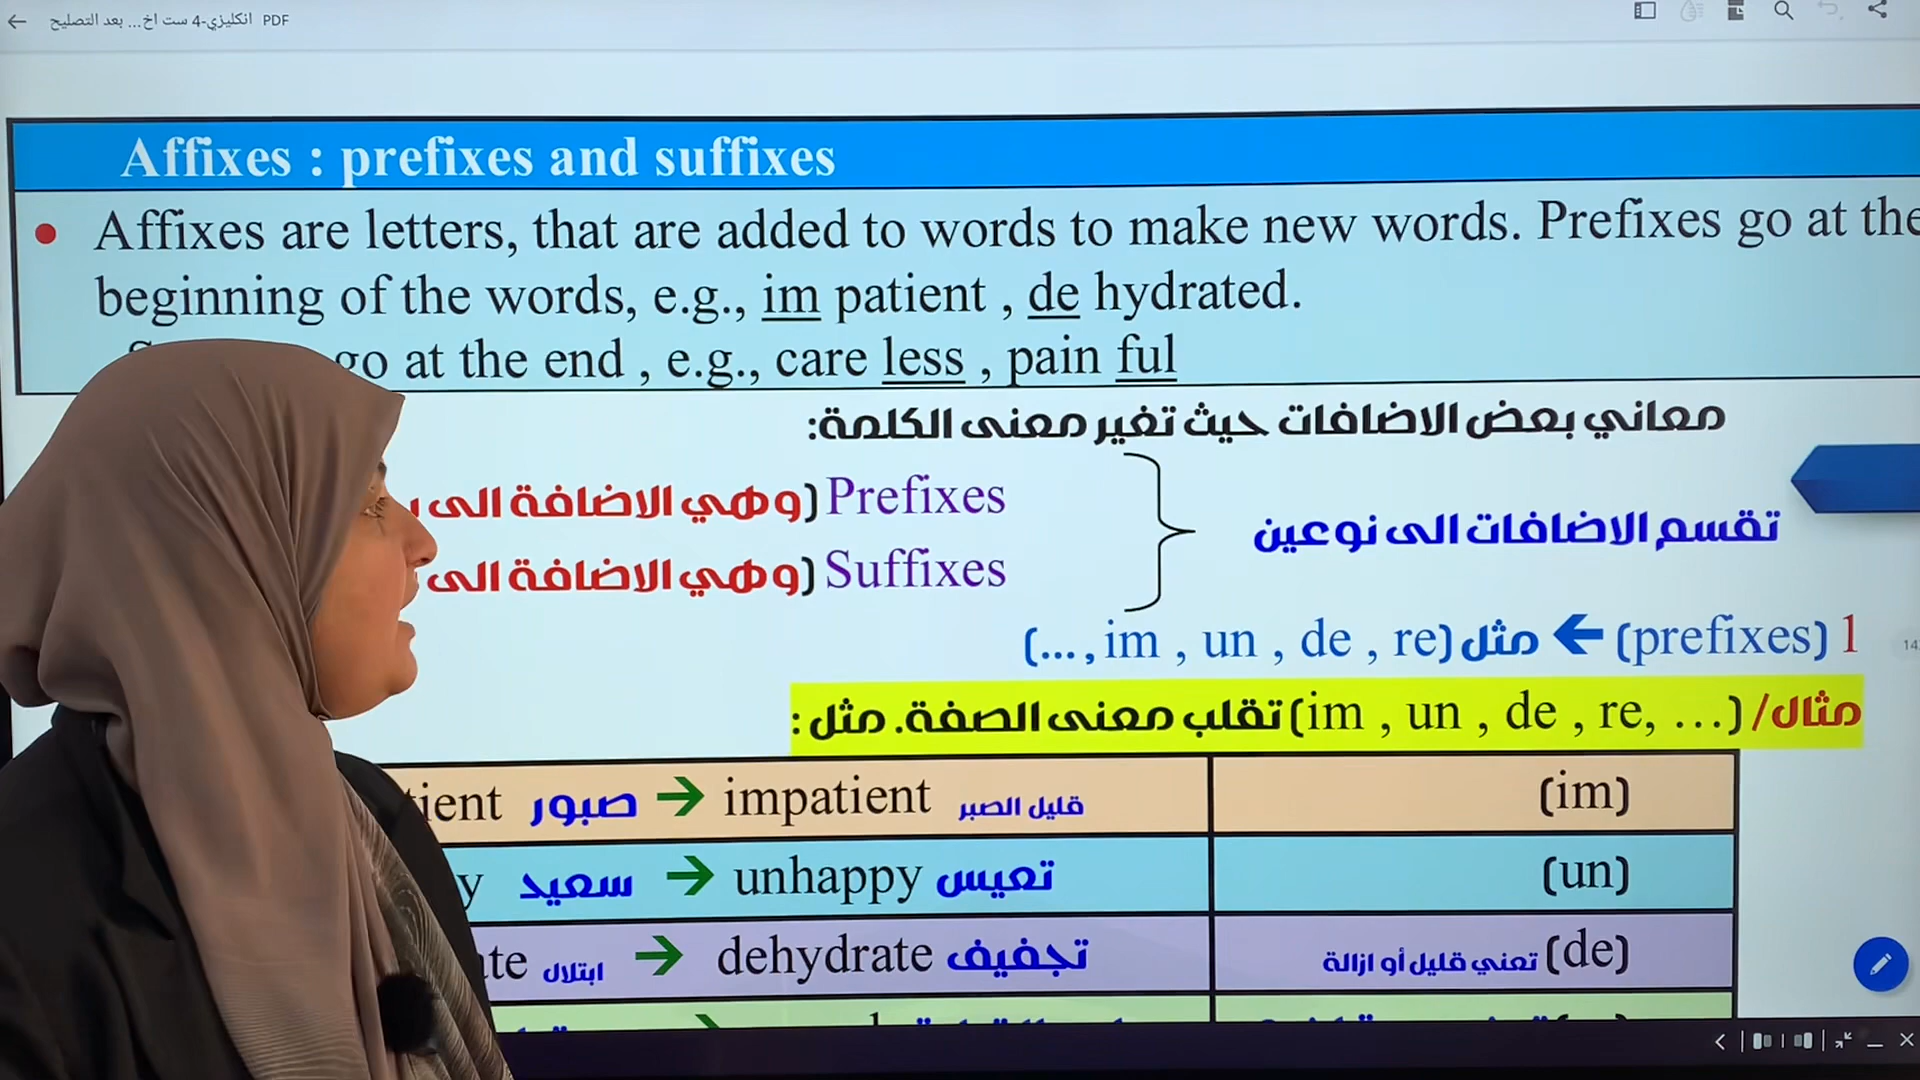 انكليزي-4 ست اخ... بعد التصليح PDF
Affixes : prefixes and suffixes
Affixes are letters, that are added to words to make new words. Prefixes go at the
beginning of the words, e.g., im patient , de hydrated.
go at the end , e.g., care less , pain ful
معاني بعض الاضافات حيث تغير معنى الكلمة:
تقسم الاضافات الى نوعين
Prefixes (وهي الاضافة الى
Suffixes (وهي الاضافة الى
1 (prefixes) ← مثل (im , un , de , re , ...)
مثال/ (im , un , de , re, ...) تقلب معنى الصفة. مثل :
صبور → impatient قليل الصبر (im)
سعيد → unhappy تعيس (un)
ابتلال → dehydrate تجفيف (de) تعني قليل أو ازالة